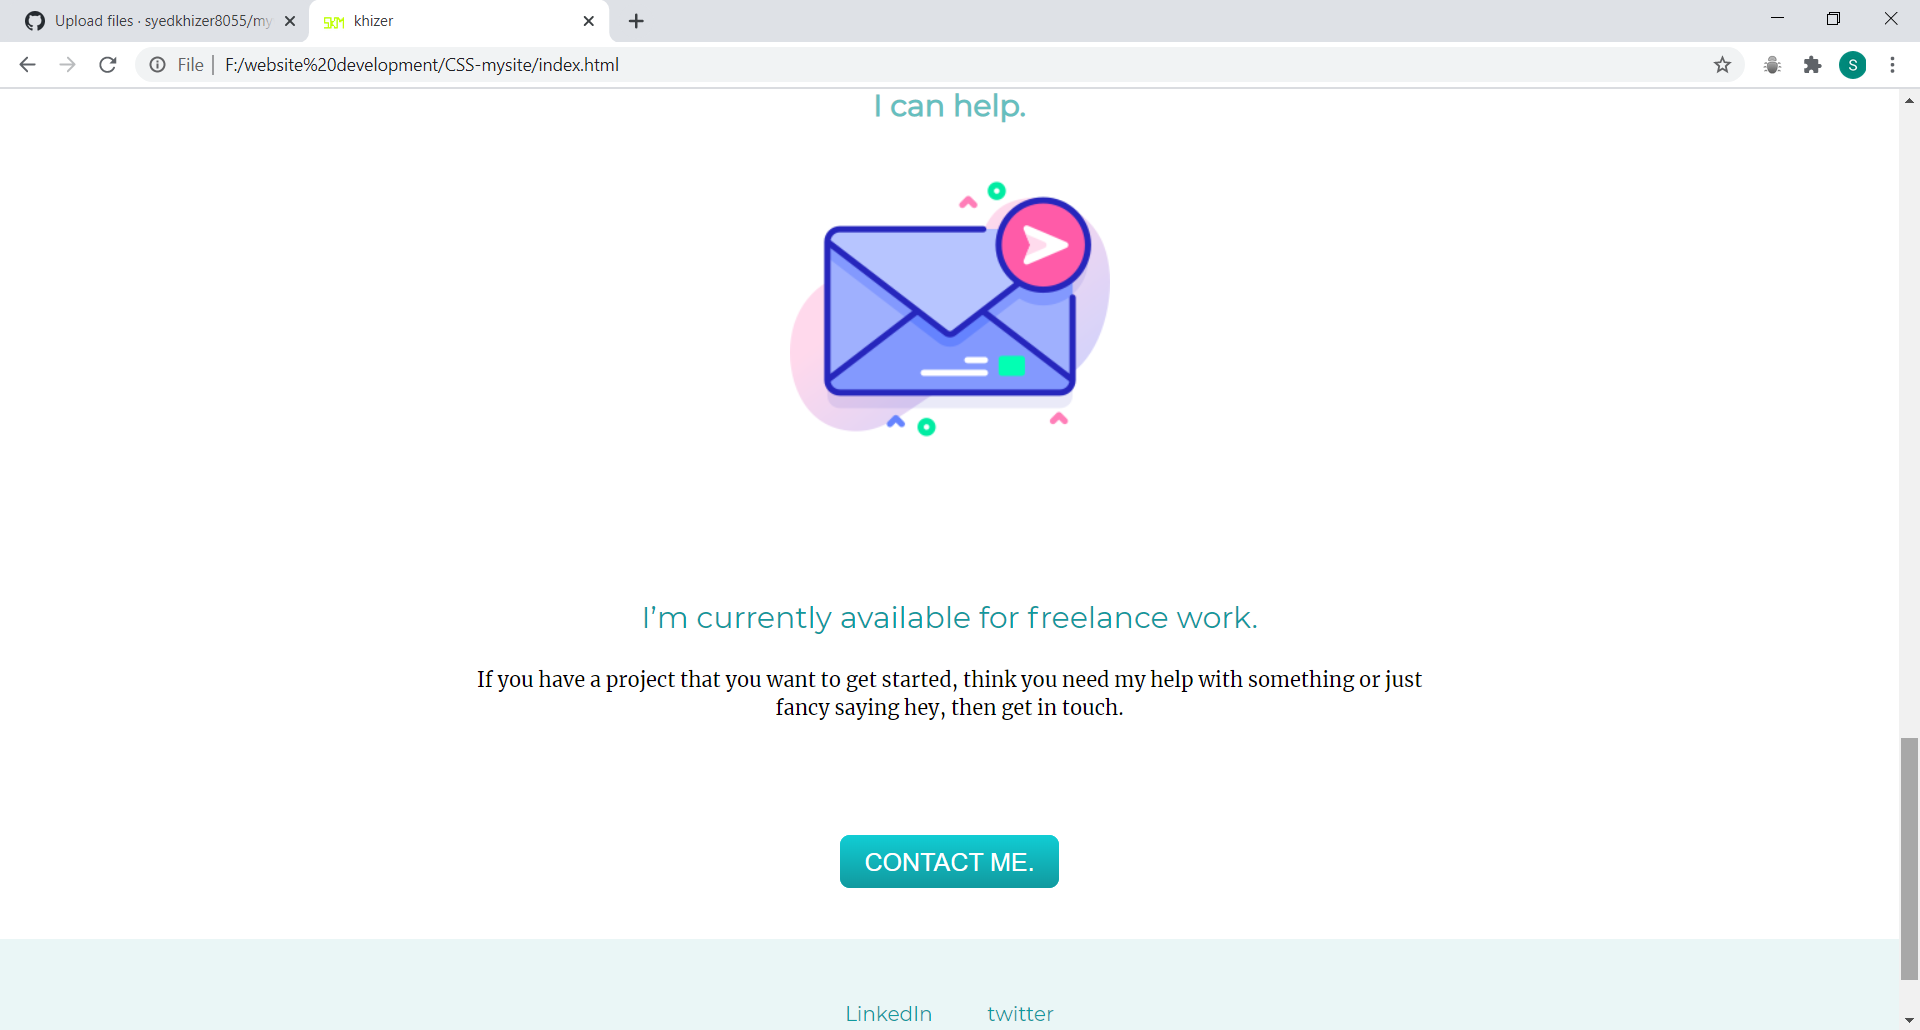 Upload files · syedkhizer8055/my
SKM khizer
File | F:/website%20development/CSS-mysite/index.html
S
I can help.
I’m currently available for freelance work.
If you have a project that you want to get started, think you need my help with something or just
fancy saying hey, then get in touch.
CONTACT ME.
LinkedIn twitter